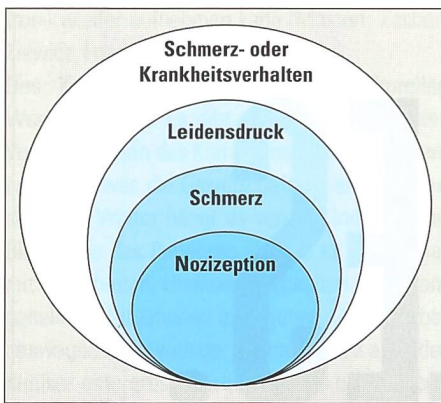 Schmerz- oder
Krankheitsverhalten
Leidensdruck
Schmerz
Nozizeption